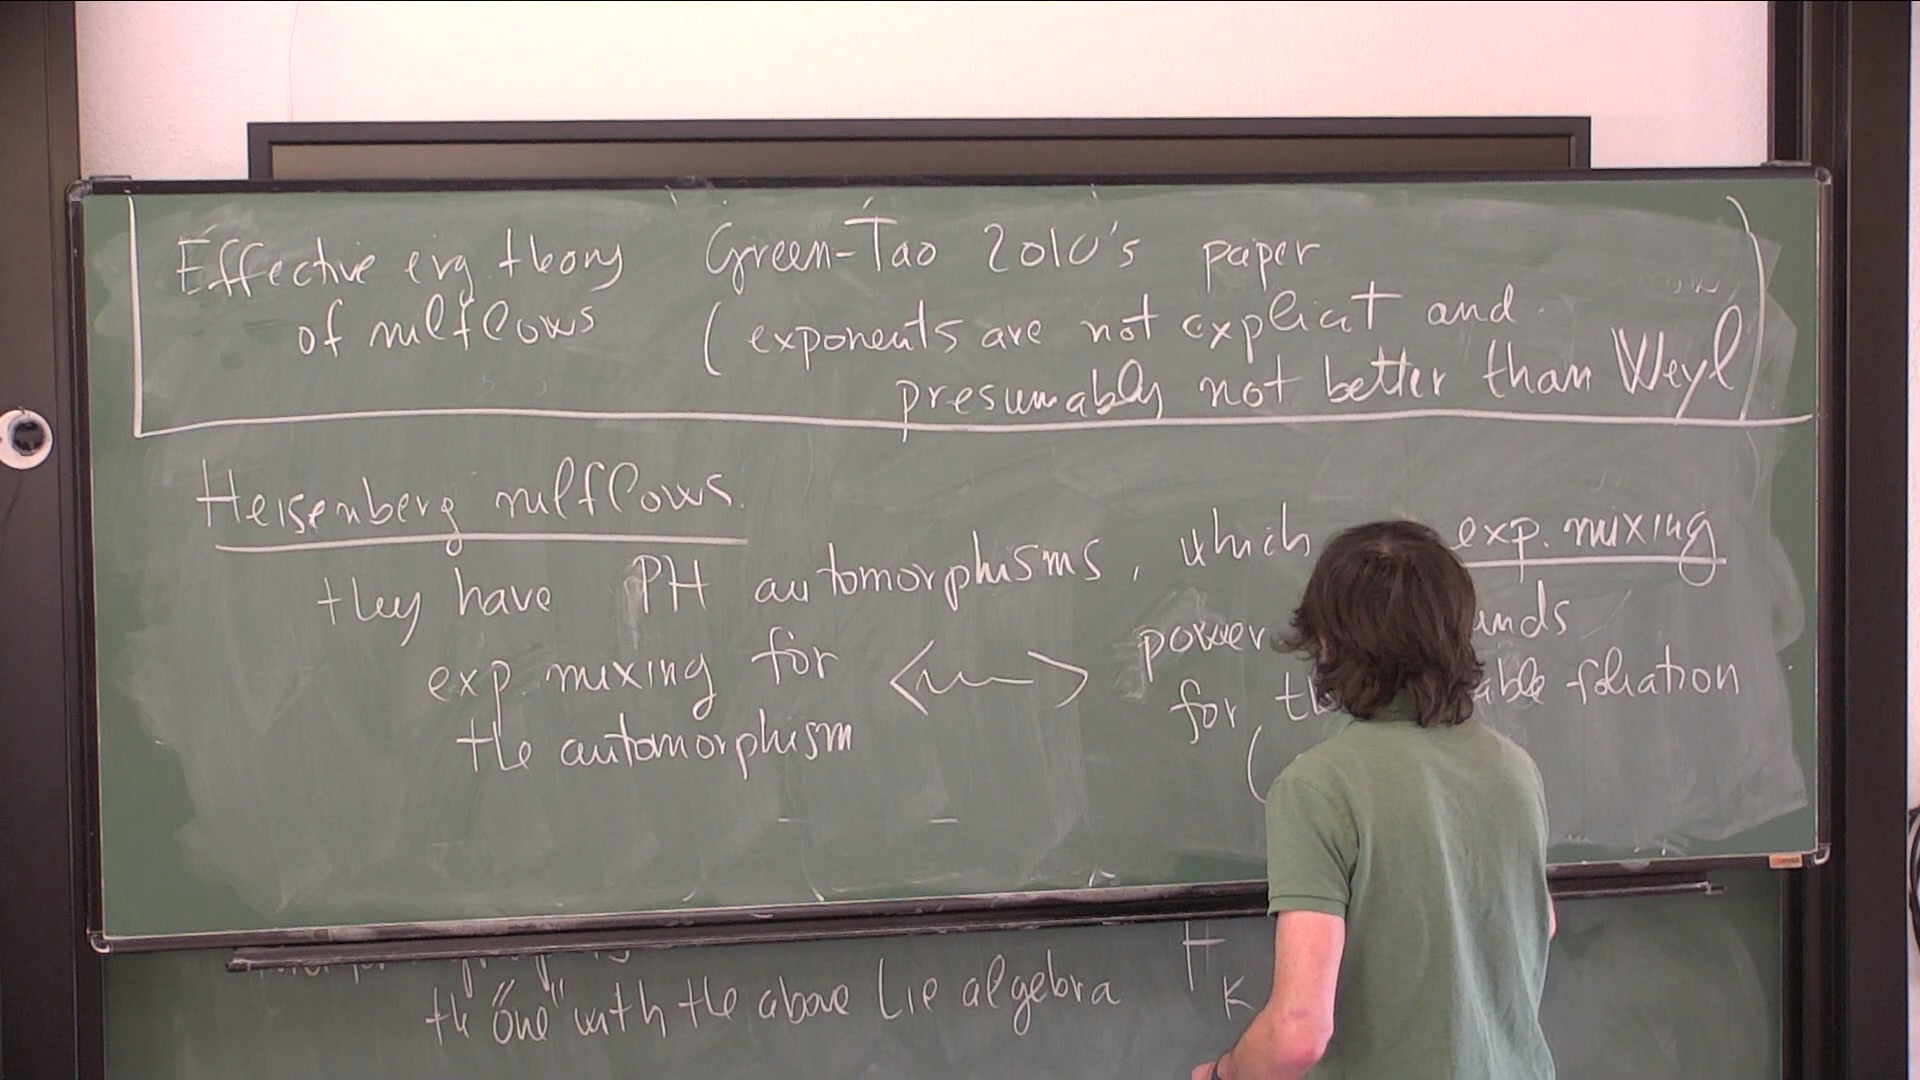 Effective erg. theory Green-Tao 2010's paper
of nilflows (exponents are not explicit and
presumably not better than Weyl)
Heisenberg nilflows.
they have PH automorphisms, which exp. mixing
exp. mixing for <~~> power
the automorphism for foliation
(
the "one" with the above Lie algebra
K